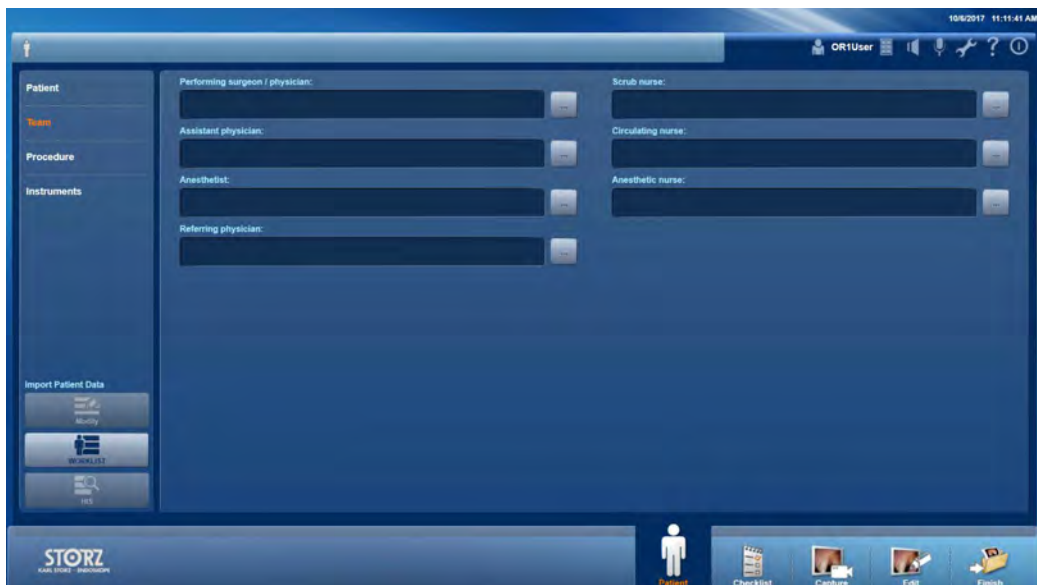 10/6/2017 11:11:41 AM
OR1User
Patient
Team
Procedure
Instruments
Performing surgeon / physician:
...
Assistant physician:
...
Anesthetist:
...
Referring physician:
...
Scrub nurse:
...
Circulating nurse:
...
Anesthetic nurse:
...
Import Patient Data
Modify
WORKLIST
HIS
STORZ
KARL STORZ - ENDOSKOPE
Patient
Checklist
Capture
Edit
Finish